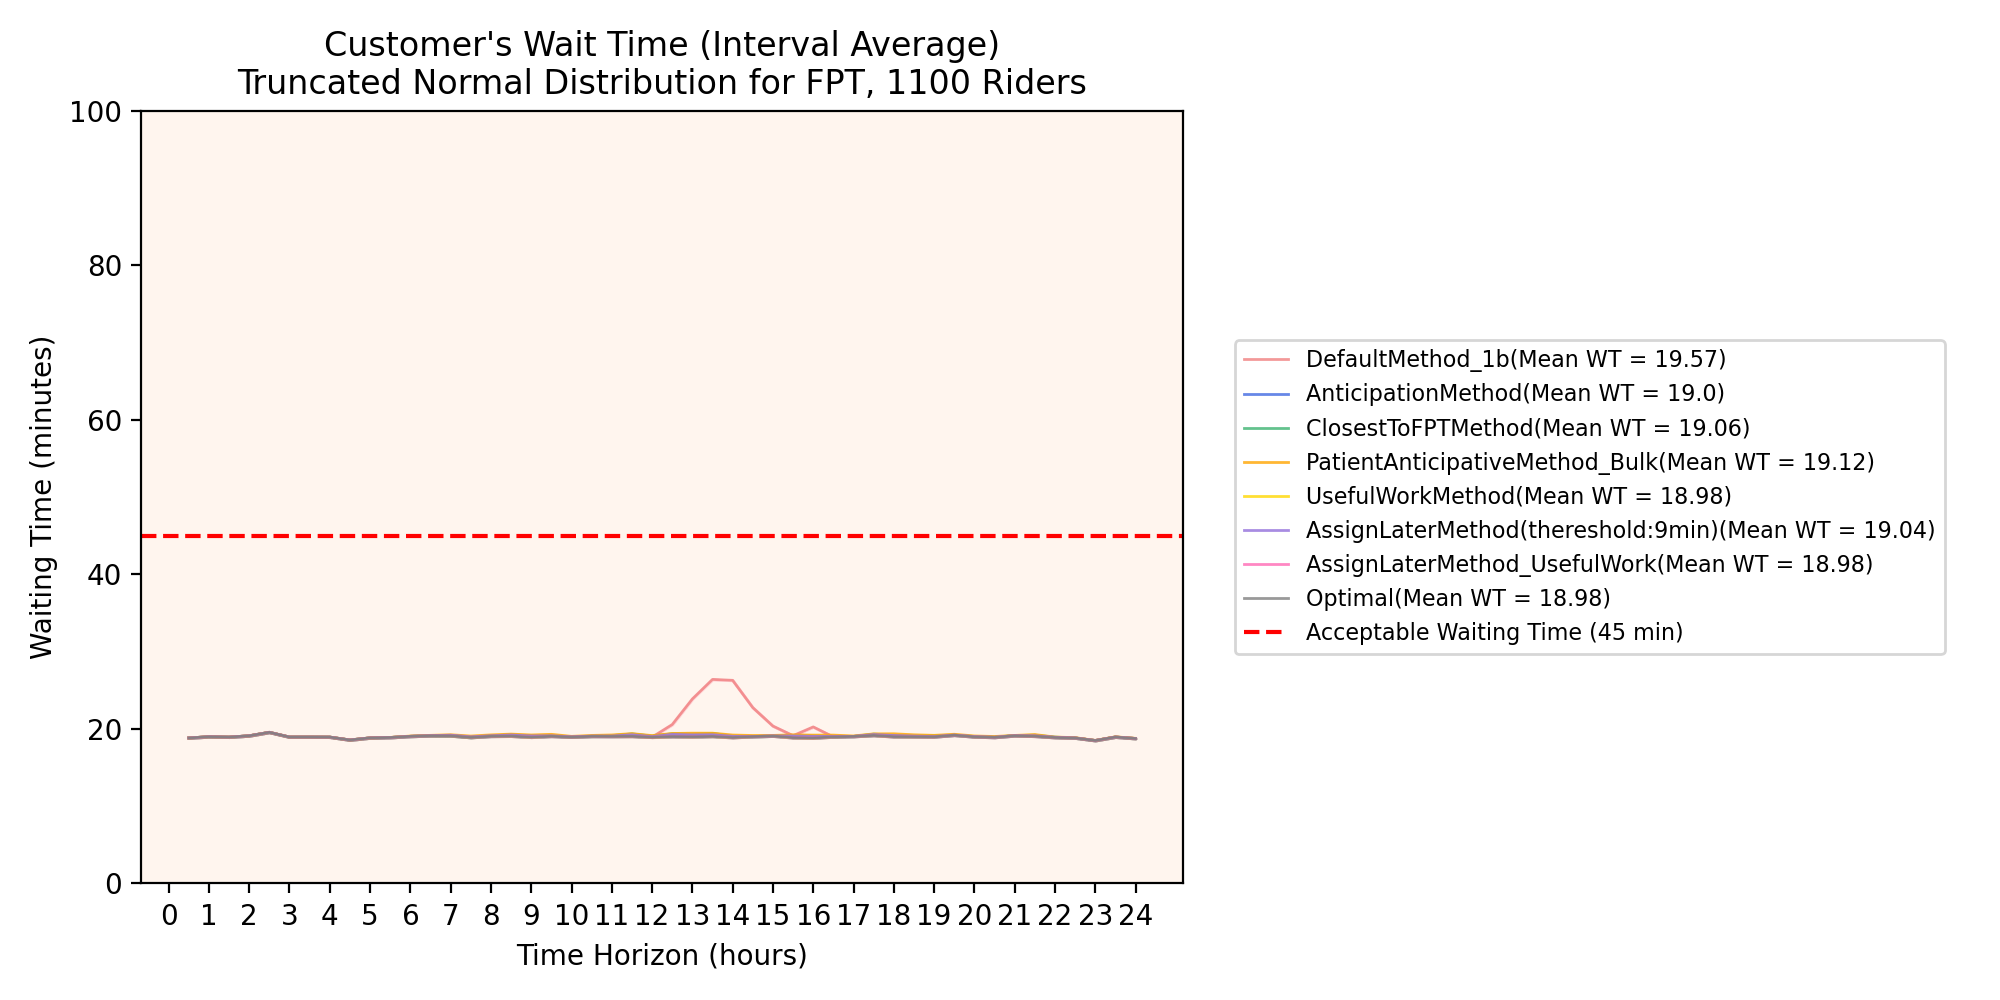 Customer's Wait Time (Interval Average)
Truncated Normal Distribution for FPT, 1100 Riders
Waiting Time (minutes)
100
80
60
40
20
0
0 1 2 3 4 5 6 7 8 9 10 11 12 13 14 15 16 17 18 19 20 21 22 23 24
Time Horizon (hours)
DefaultMethod_1b(Mean WT = 19.57)
AnticipationMethod(Mean WT = 19.0)
ClosestToFPTMethod(Mean WT = 19.06)
PatientAnticipativeMethod_Bulk(Mean WT = 19.12)
UsefulWorkMethod(Mean WT = 18.98)
AssignLaterMethod(thereshold:9min)(Mean WT = 19.04)
AssignLaterMethod_UsefulWork(Mean WT = 18.98)
Optimal(Mean WT = 18.98)
Acceptable Waiting Time (45 min)